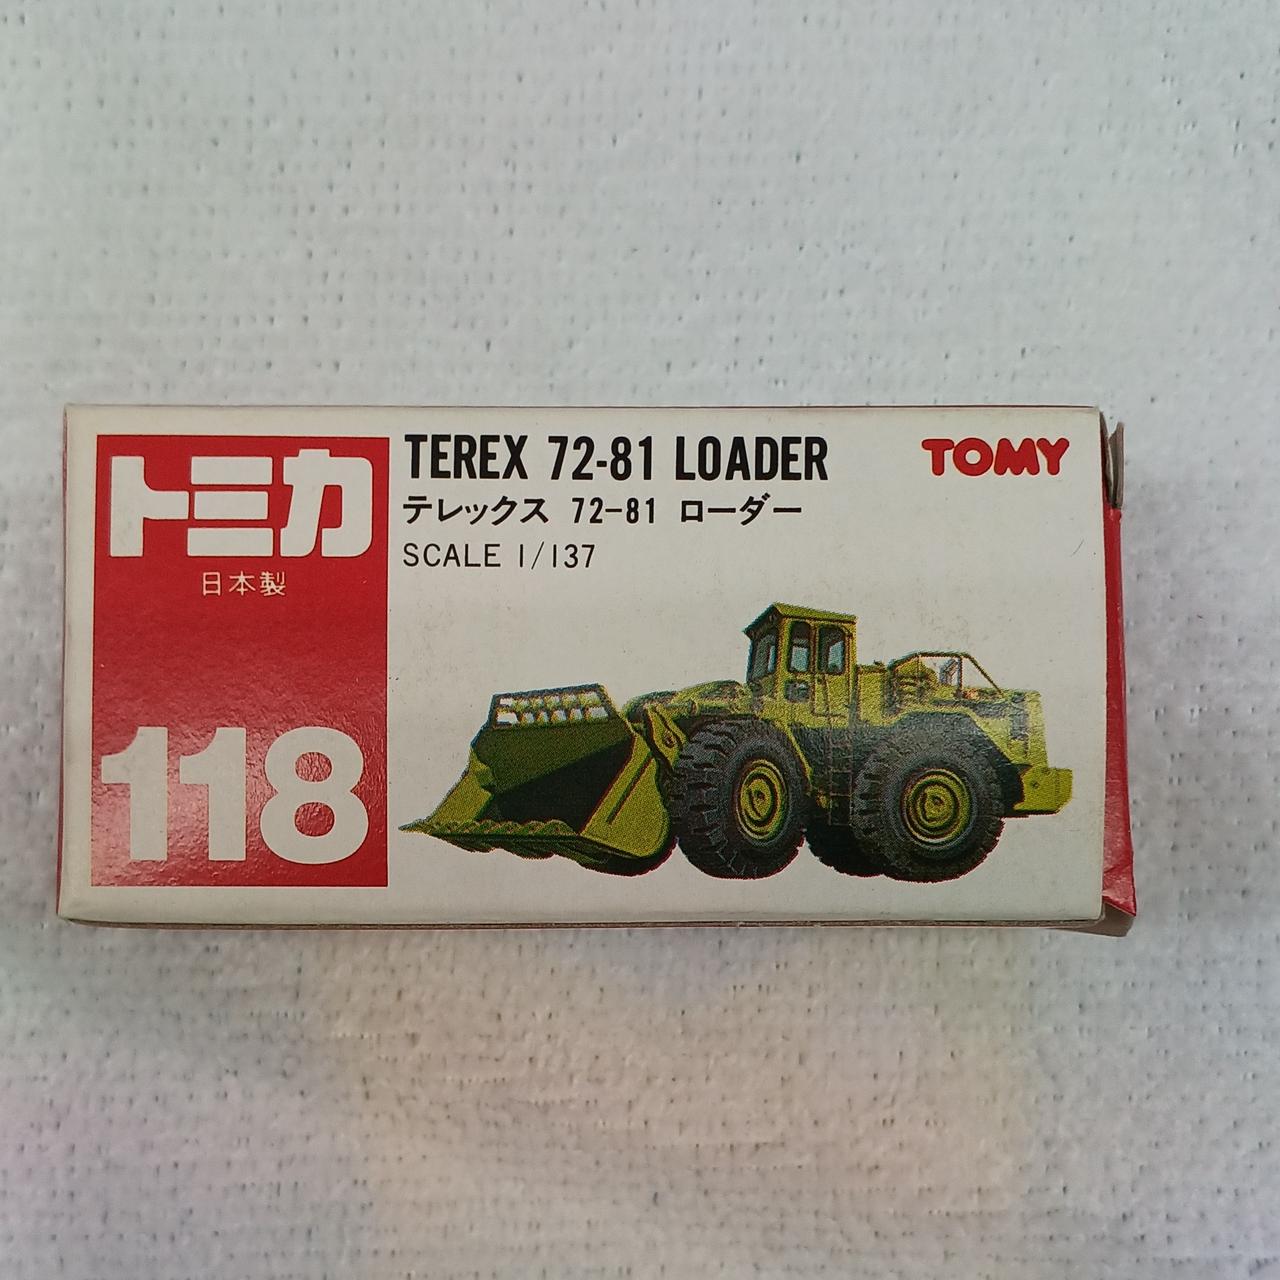 トミカ
日本製
118
TEREX 72-81 LOADER
テレックス 72-81 ローダー
SCALE 1/137
TOMY